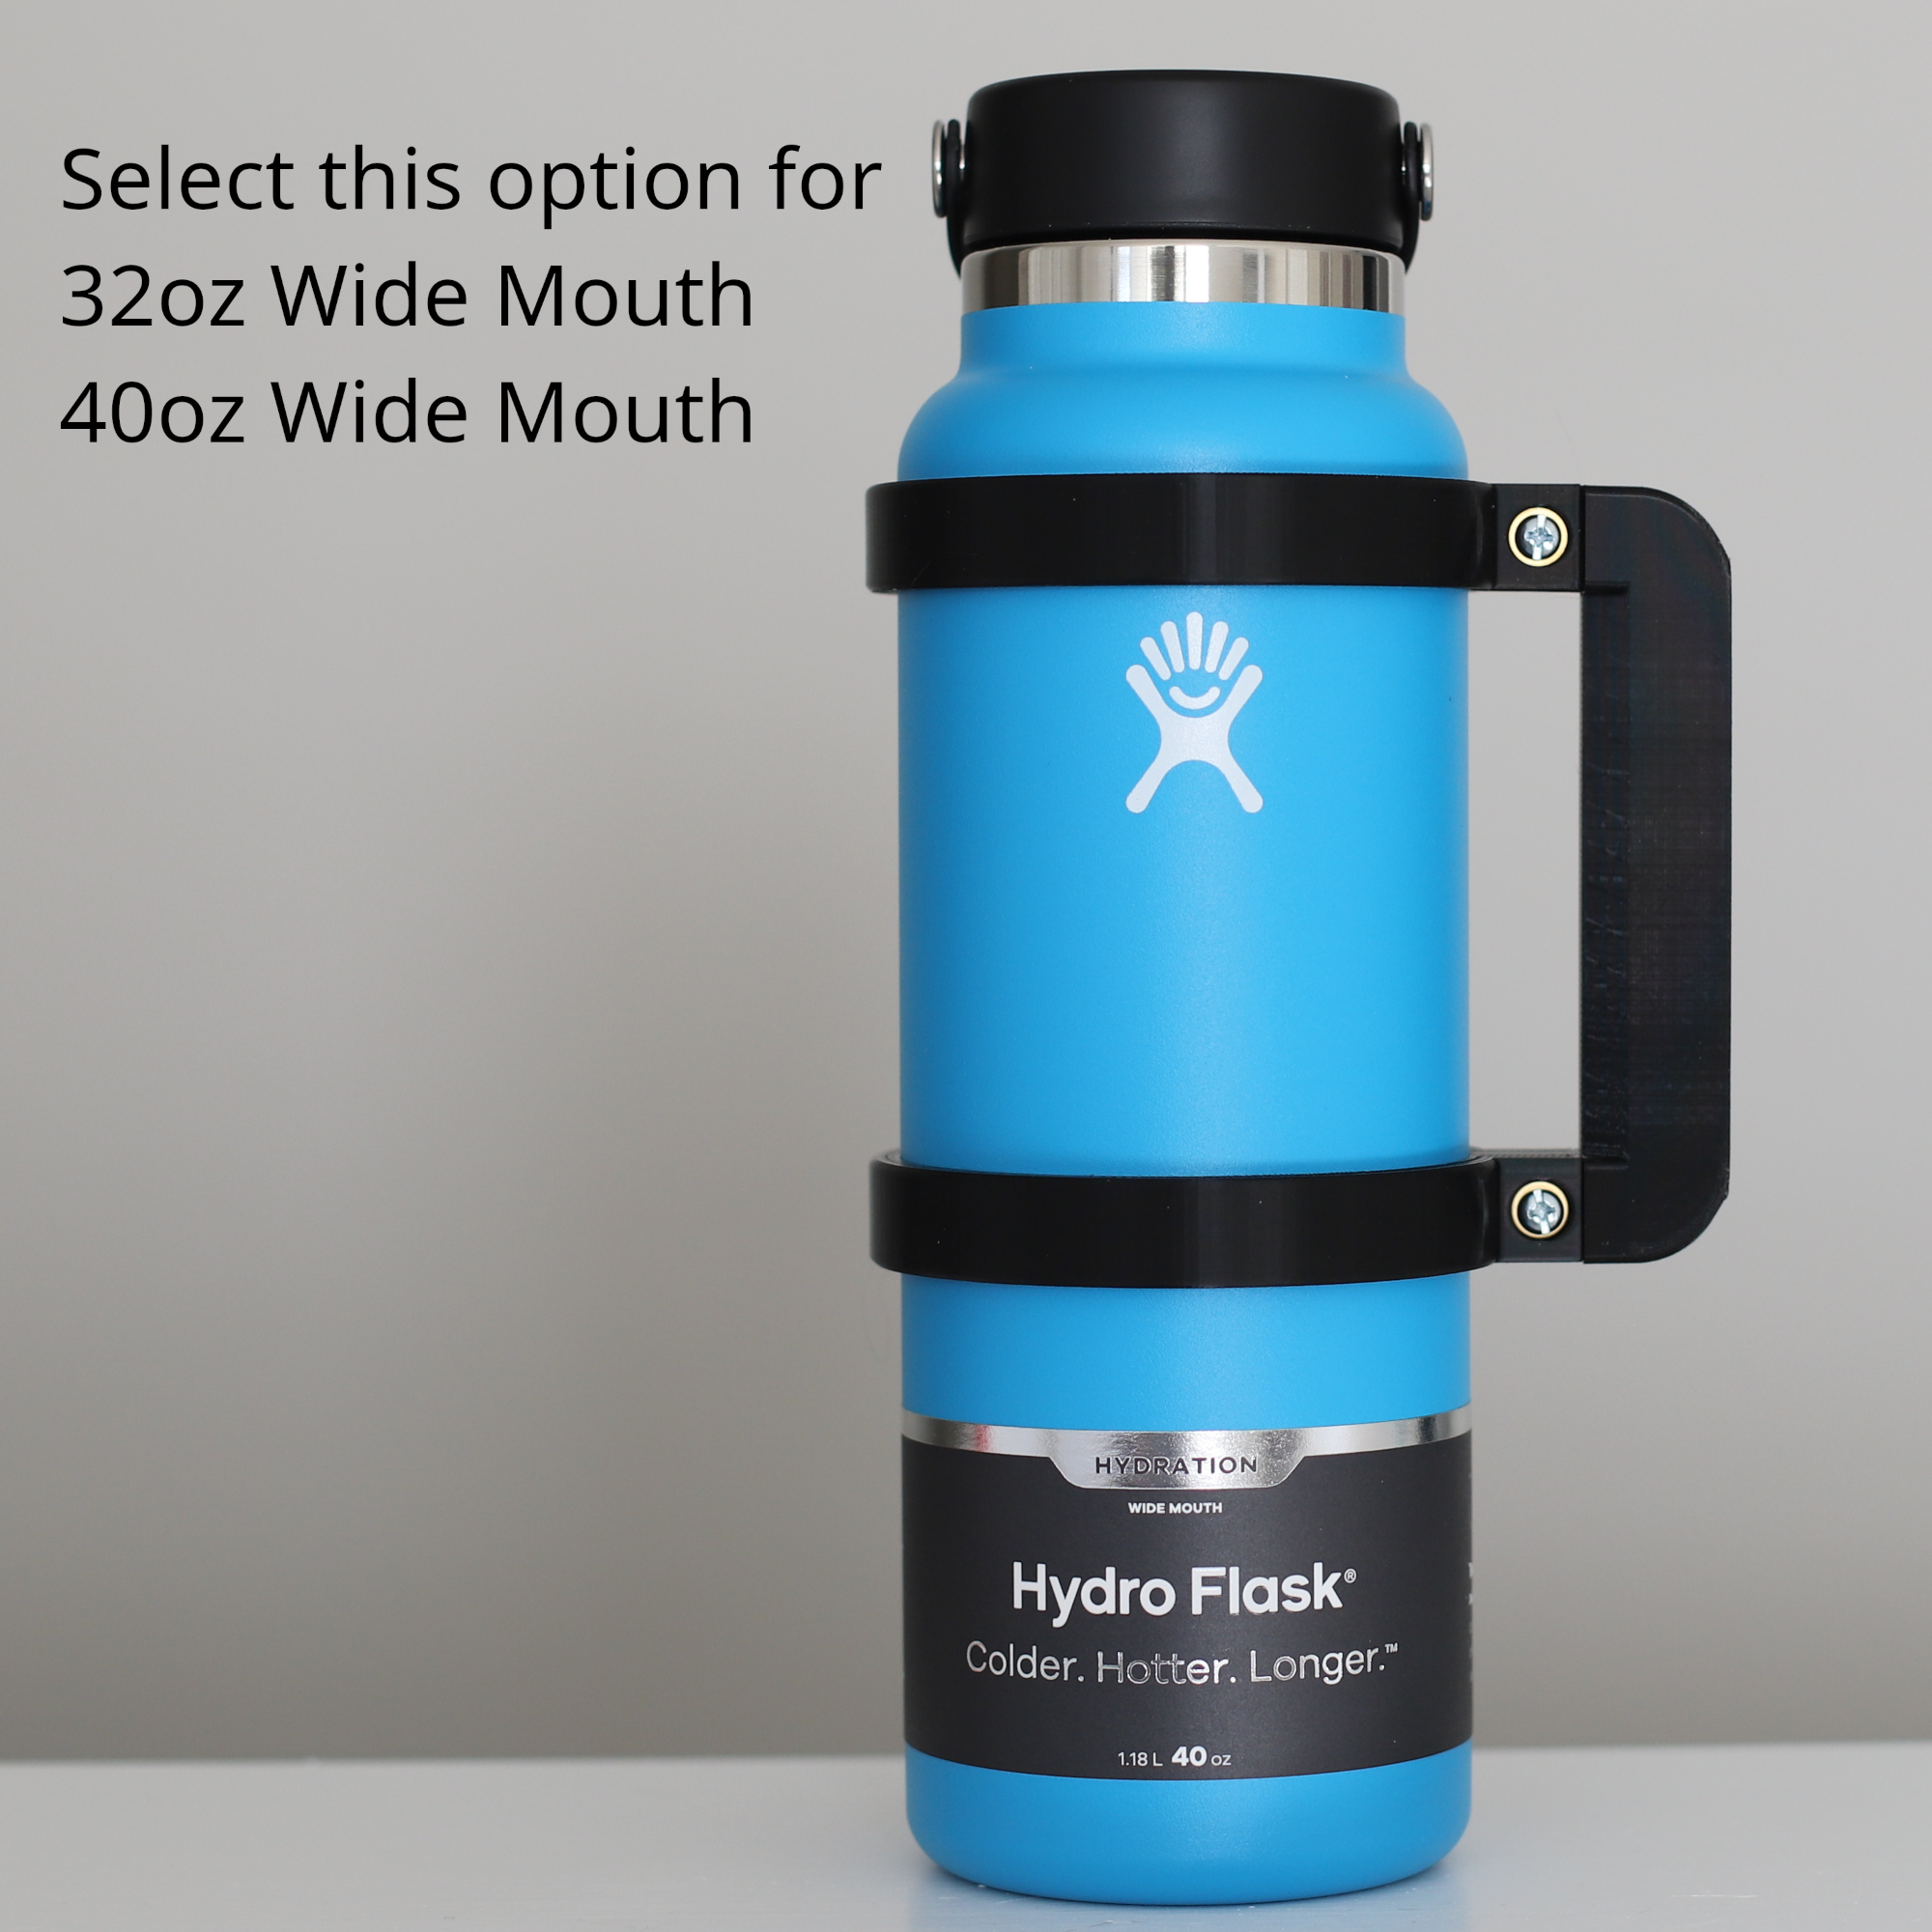 Select this option for
32oz Wide Mouth
40oz Wide Mouth
HYDRATION
WIDE MOUTH
Hydro Flask®
Colder. Hotter. Longer.™
1.18 L 40 oz